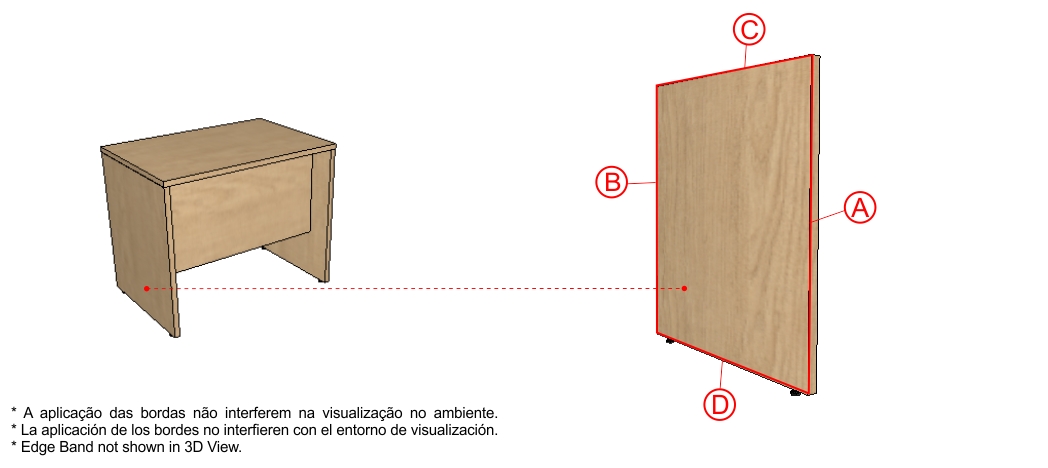 C
B
A
D
* A aplicação das bordas não interferem na visualização no ambiente.
* La aplicación de los bordes no interfieren con el entorno de visualización.
* Edge Band not shown in 3D View.